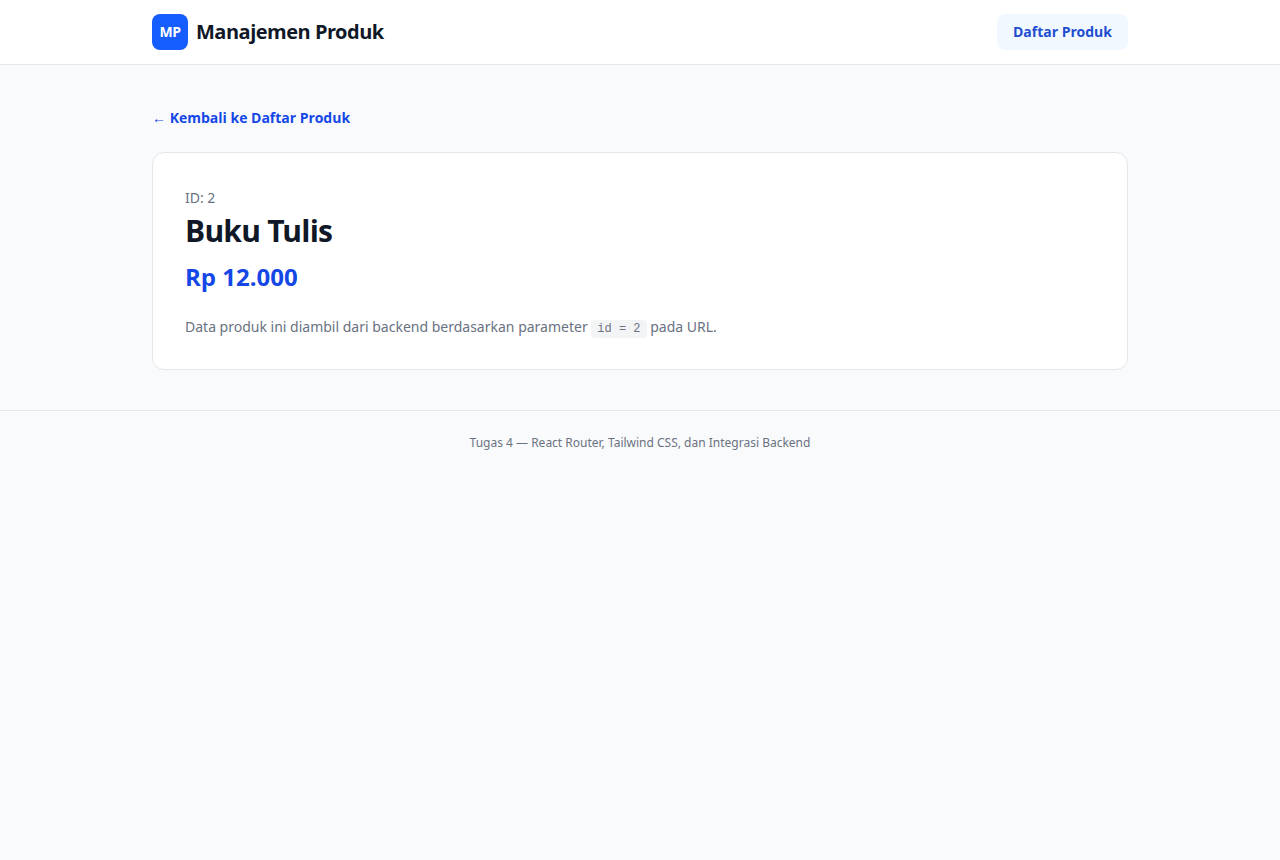 MP Manajemen Produk
Daftar Produk
← Kembali ke Daftar Produk
ID: 2
Buku Tulis
Rp 12.000
Data produk ini diambil dari backend berdasarkan parameter id = 2 pada URL.
Tugas 4 — React Router, Tailwind CSS, dan Integrasi Backend